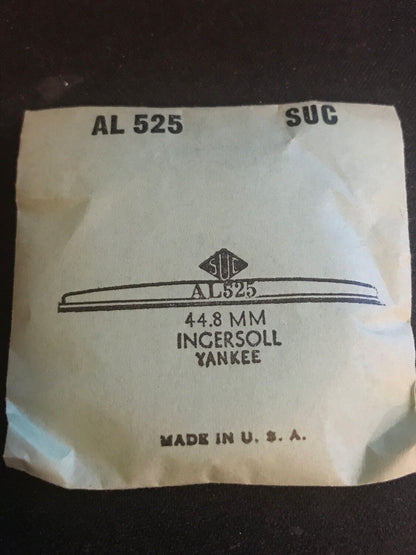 AL 525 SUC
SUC
AL525
44.8 MM
INGERSOLL
YANKEE
MADE IN U. S. A.